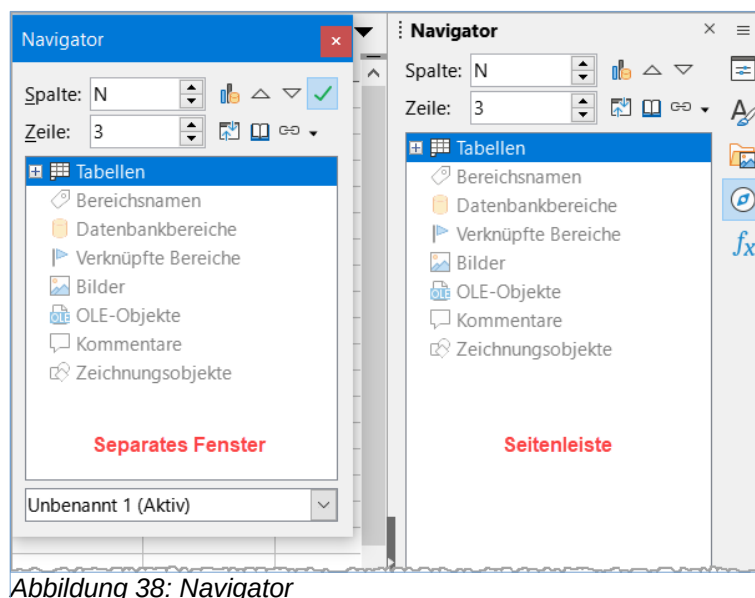 Navigator
Spalte: N
Zeile: 3
Tabellen
Bereichsnamen
Datenbankbereiche
Verknüpfte Bereiche
Bilder
OLE-Objekte
Kommentare
Zeichnungsobjekte
Separates Fenster
Unbenannt 1 (Aktiv)
Navigator
Spalte: N
Zeile: 3
Tabellen
Bereichsnamen
Datenbankbereiche
Verknüpfte Bereiche
Bilder
OLE-Objekte
Kommentare
Zeichnungsobjekte
Seitenleiste
Abbildung 38: Navigator